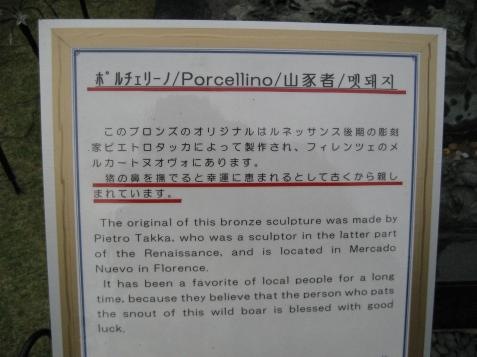 ポルチェリーノ/Porcellino/山豕者/멧돼지
このブロンズのオリジナルはルネッサンス後期の彫刻
家ピエトロタッカによって製作され、フィレンツェのメ
ルカートヌオヴォにあります。
猪の鼻を撫でると幸運に恵まれるとして古くから親し
まれています。
The original of this bronze sculpture was made by
Pietro Takka, who was a sculptor in the latter part
of the Renaissance, and is located in Mercado
Nuevo in Florence.
It has been a favorite of local people for a long
time, because they believe that the person who pats
the snout of this wild boar is blessed with good
luck.